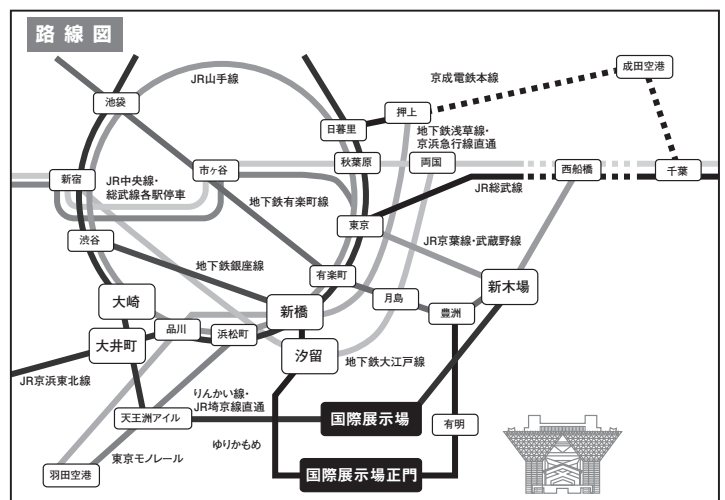 路線図
JR山手線
京成電鉄本線
成田空港
池袋
押上
日暮里
地下鉄浅草線・
京浜急行線直通
市ヶ谷
秋葉原
両国
西船橋
千葉
新宿
JR中央線・
総武線各駅停車
JR総武線
地下鉄有楽町線
東京
渋谷
JR京葉線・武蔵野線
地下鉄銀座線
有楽町
新木場
大崎
月島
新橋
豊洲
品川
浜松町
大井町
汐留
地下鉄大江戸線
JR京浜東北線
りんかい線・
JR埼京線直通
天王洲アイル
国際展示場
有明
ゆりかもめ
東京モノレール
羽田空港
国際展示場正門